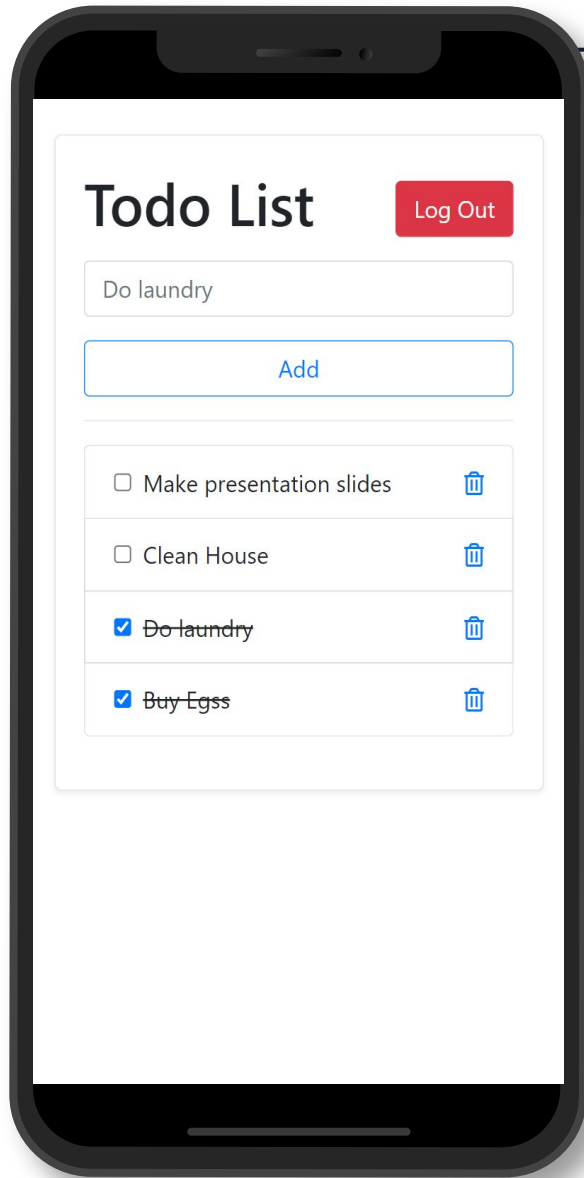 Todo List
Log Out
Do laundry
Add
Make presentation slides
Clean House
Do laundry
Buy Egss